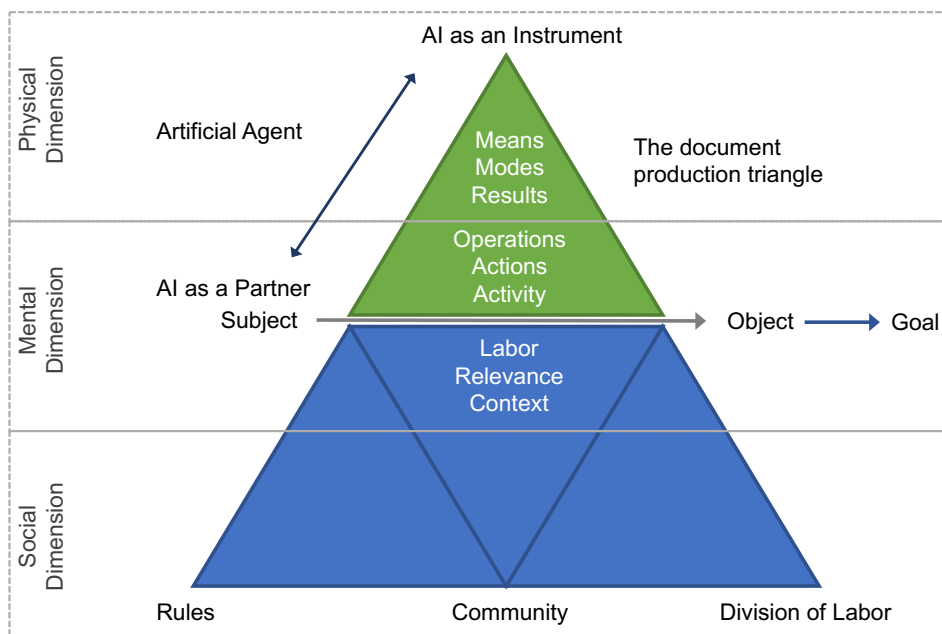 AI as an Instrument
Physical
Dimension
Artificial Agent
Means
Modes
Results
The document
production triangle
Operations
Actions
Activity
Mental
Dimension
AI as a Partner
Subject
Object
Goal
Labor
Relevance
Context
Social
Dimension
Rules
Community
Division of Labor